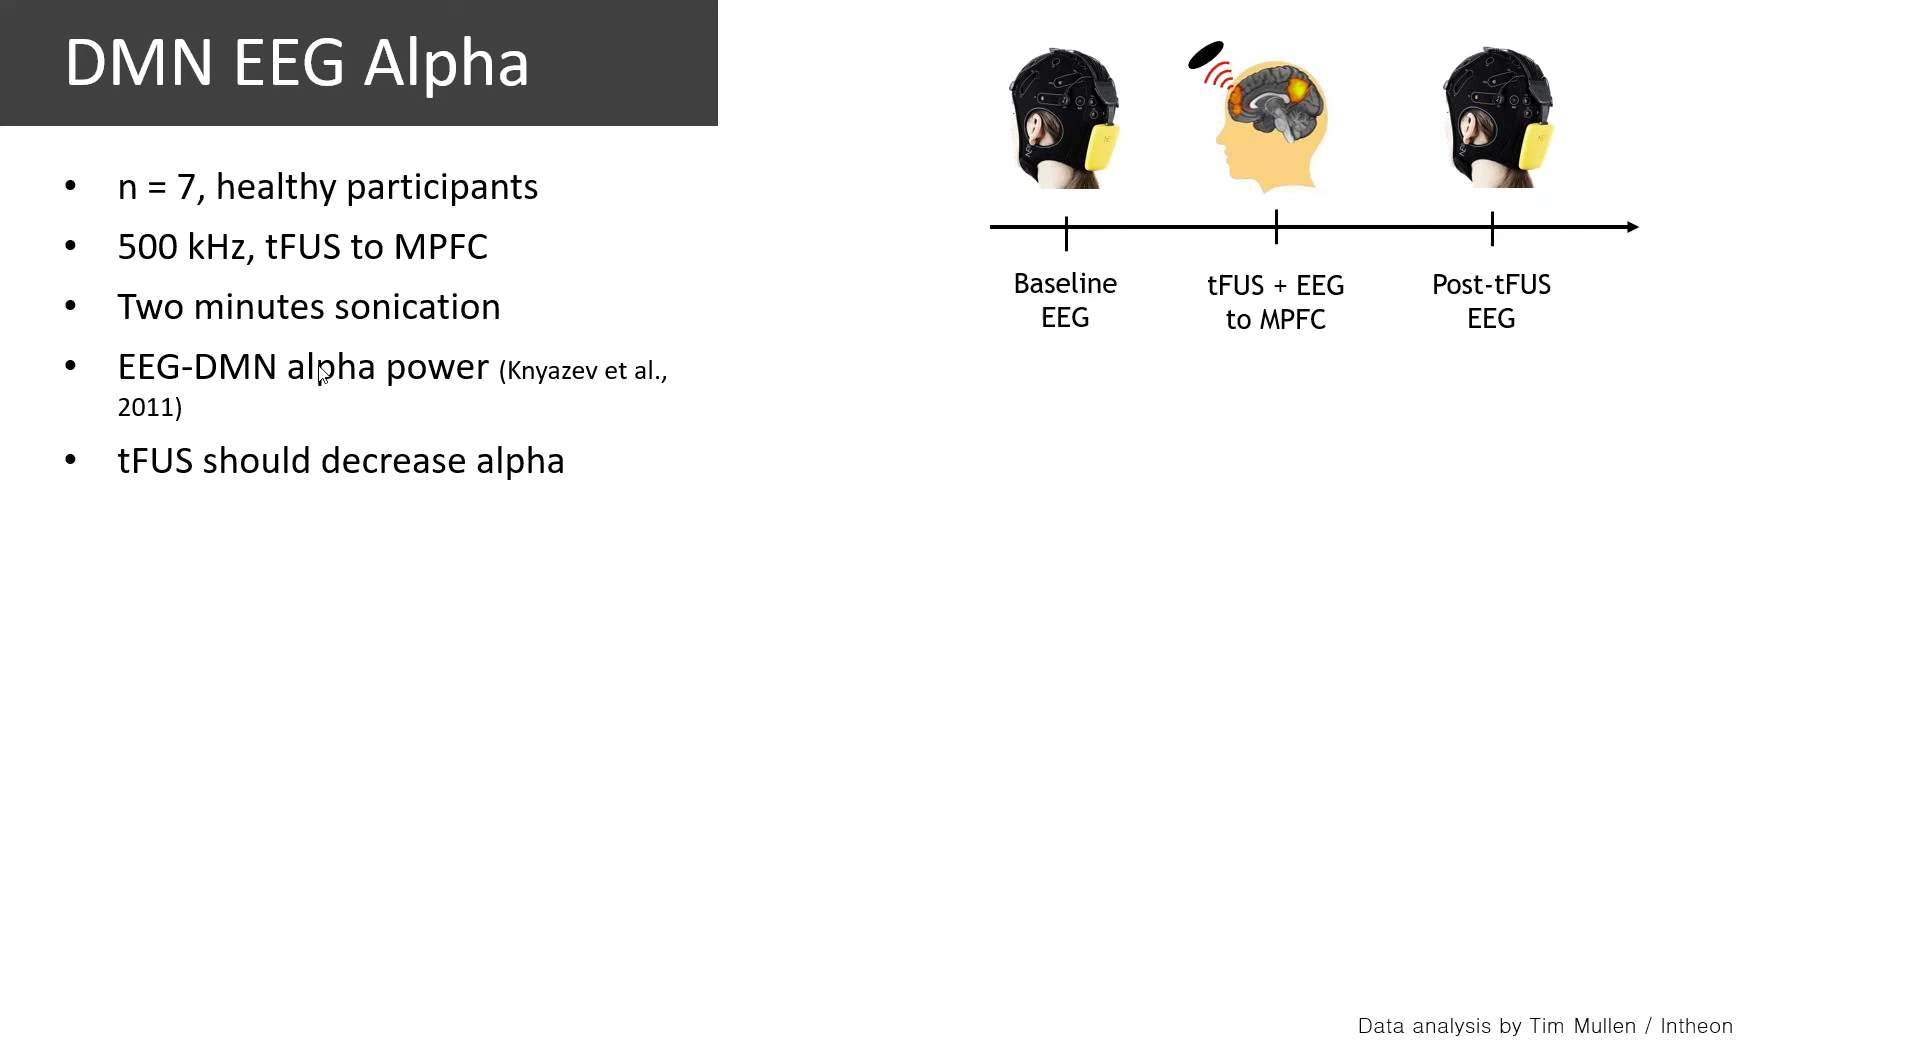 DMN EEG Alpha
• n = 7, healthy participants
• 500 kHz, tFUS to MPFC
• Two minutes sonication
• EEG-DMN alpha power (Knyazev et al.,
2011)
• tFUS should decrease alpha
Baseline
EEG
tFUS + EEG
to MPFC
Post-tFUS
EEG
Data analysis by Tim Mullen / Intheon